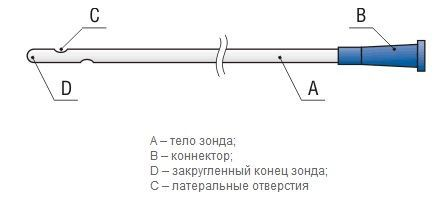 C
B
D
A
A – тело зонда;
B – коннектор;
D – закругленный конец зонда;
C – латеральные отверстия